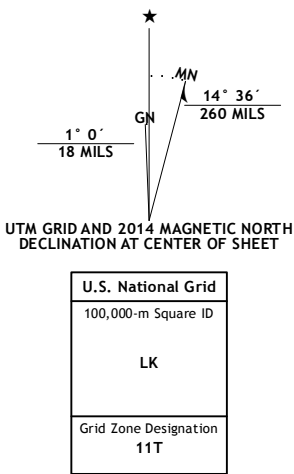 ★
MN
GN
14° 36´
260 MILS
1° 0´
18 MILS
UTM GRID AND 2014 MAGNETIC NORTH
DECLINATION AT CENTER OF SHEET
U.S. National Grid
100,000-m Square ID
LK
Grid Zone Designation
11T